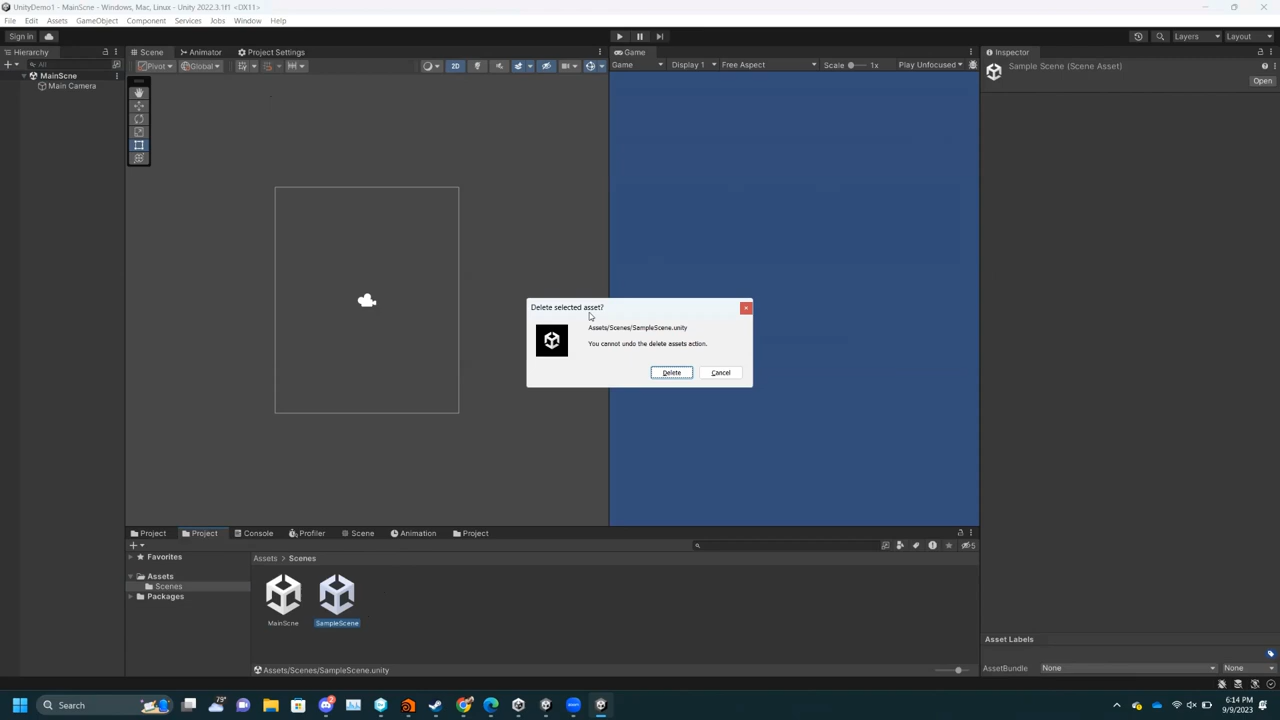 UnityDemo1 - MainScne - Windows, Mac, Linux - Unity 2022.3.1f1 <DX11>
File Edit Assets GameObject Component Services Jobs Window Help
Sign in
Layers
Layout
Hierarchy
Scene
Animator
Project Settings
Game
Inspector
All
Pivot
Global
2D
Game
Display 1
Free Aspect
Scale
1x
Play Unfocused
Sample Scene (Scene Asset)
Open
MainScne
Main Camera
Delete selected asset?
Assets/Scenes/SampleScene.unity
You cannot undo the delete assets action.
Delete
Cancel
Project
Project
Console
Profiler
Scene
Animation
Project
5
Favorites
Assets
Scenes
Packages
Assets > Scenes
MainScne
SampleScene
Assets/Scenes/SampleScene.unity
Asset Labels
AssetBundle
None
None
Search
79°
6:14 PM
9/9/2023